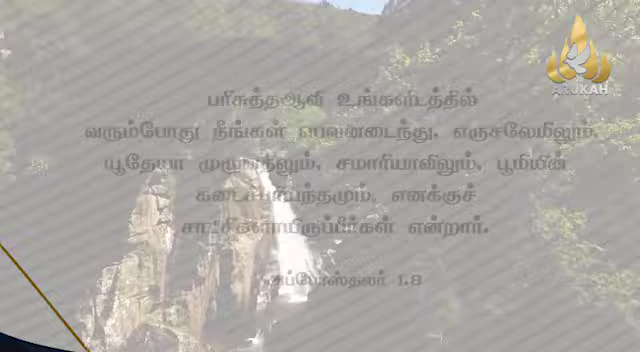 ARUKAH
பரிசுத்தஆவி உங்களிடத்தில்
வரும்போது நீங்கள் பெலனடைந்து, எருசலேமிலும்,
யூதேயா முழுவதிலும், சமாரியாவிலும், பூமியின்
கடைசிபரியந்தமும், எனக்குச்
சாட்சிகளாயிருப்பீர்கள் என்றார்.
அப்போஸ்தலர் 1.8